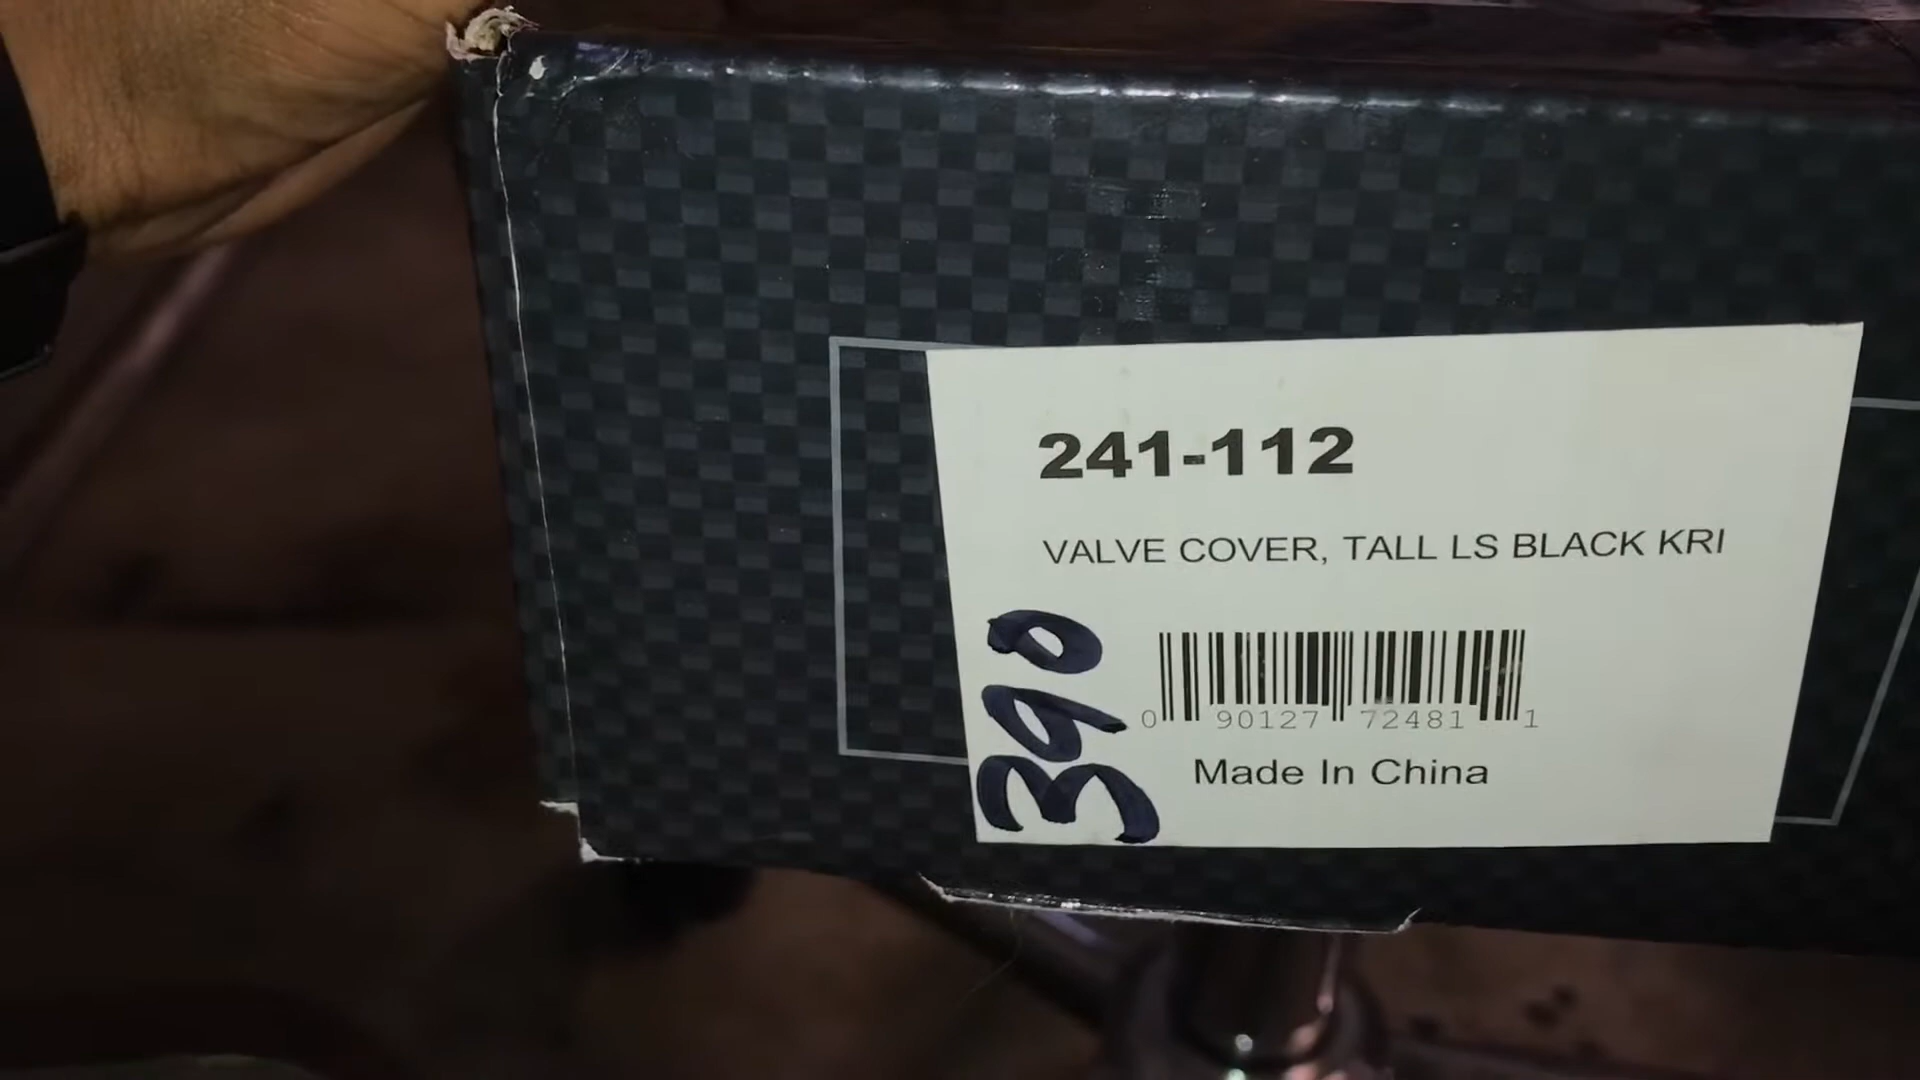 241-112
VALVE COVER, TALL LS BLACK KRI
390
0 90127 72481 1
Made In China